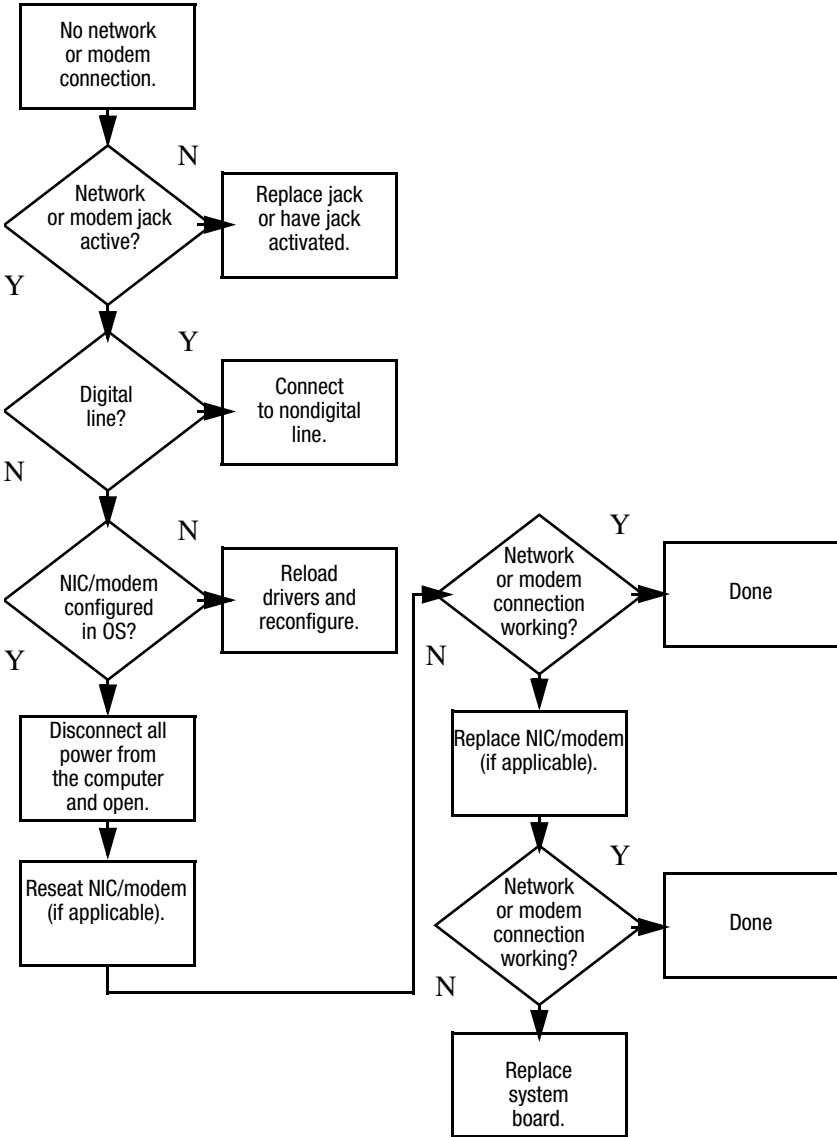 No network
or modem
connection.
N
Network
or modem jack
active?
Replace jack
or have jack
activated.
Y
Y
Digital
line?
Connect
to nondigital
line.
N
N
NIC/modem
configured
in OS?
Reload
drivers and
reconfigure.
Y
Disconnect all
power from
the computer
and open.
Reseat NIC/modem
(if applicable).
Y
Network
or modem
connection
working?
Done
N
Replace NIC/modem
(if applicable).
Y
Network
or modem
connection
working?
Done
N
Replace
system
board.